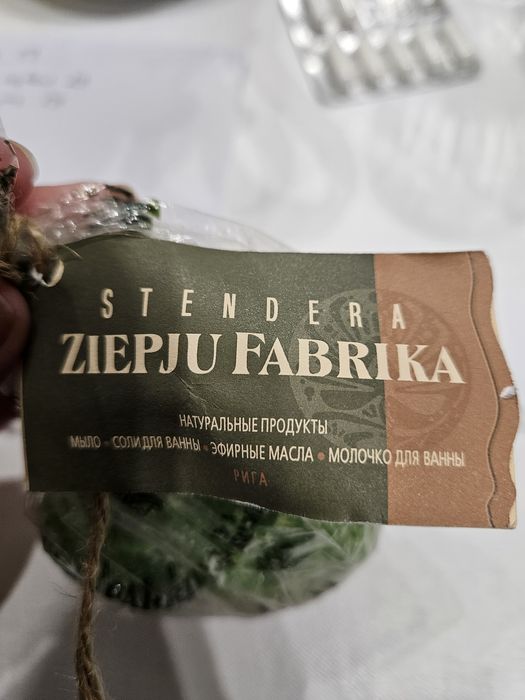 STENDERA
ZIEPJU FABRIKA
НАТУРАЛЬНЫЕ ПРОДУКТЫ
МЫЛО • СОЛИ ДЛЯ ВАННЫ • ЭФИРНЫЕ МАСЛА • МОЛОЧКО ДЛЯ ВАННЫ
РИГА